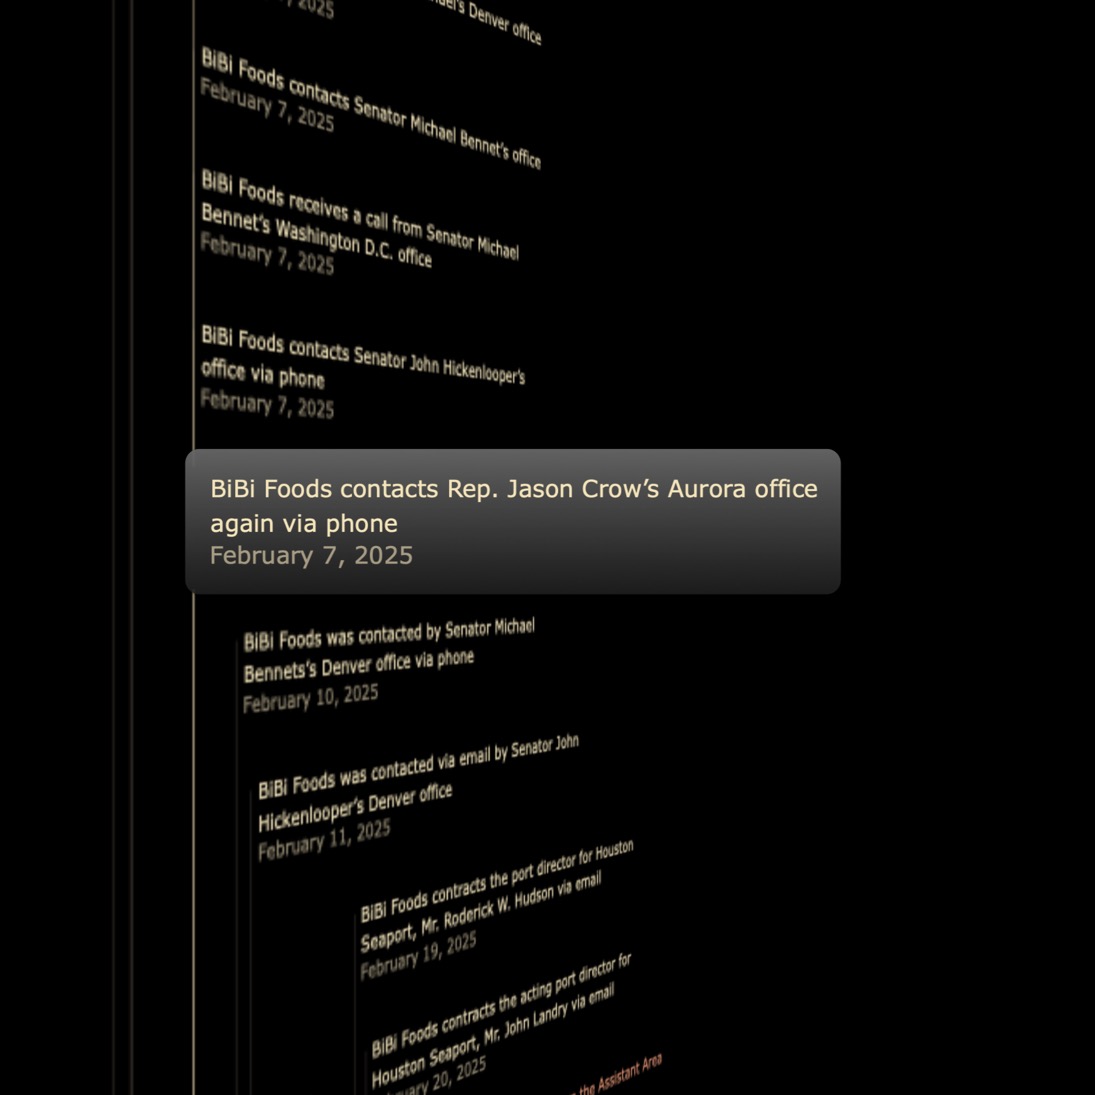 2025
Denver office
BiBi Foods contacts Senator Michael Bennet’s office
February 7, 2025
BiBi Foods receives a call from Senator Michael
Bennet’s Washington D.C. office
February 7, 2025
BiBi Foods contacts Senator John Hickenlooper’s
office via phone
February 7, 2025
BiBi Foods contacts Rep. Jason Crow’s Aurora office
again via phone
February 7, 2025
BiBi Foods was contacted by Senator Michael
Bennets’s Denver office via phone
February 10, 2025
BiBi Foods was contacted via email by Senator John
Hickenlooper’s Denver office
February 11, 2025
BiBi Foods contracts the port director for Houston
Seaport, Mr. Roderick W. Hudson via email
February 19, 2025
BiBi Foods contracts the acting port director for
Houston Seaport, Mr. John Landry via email
20, 2025
the Assistant Area